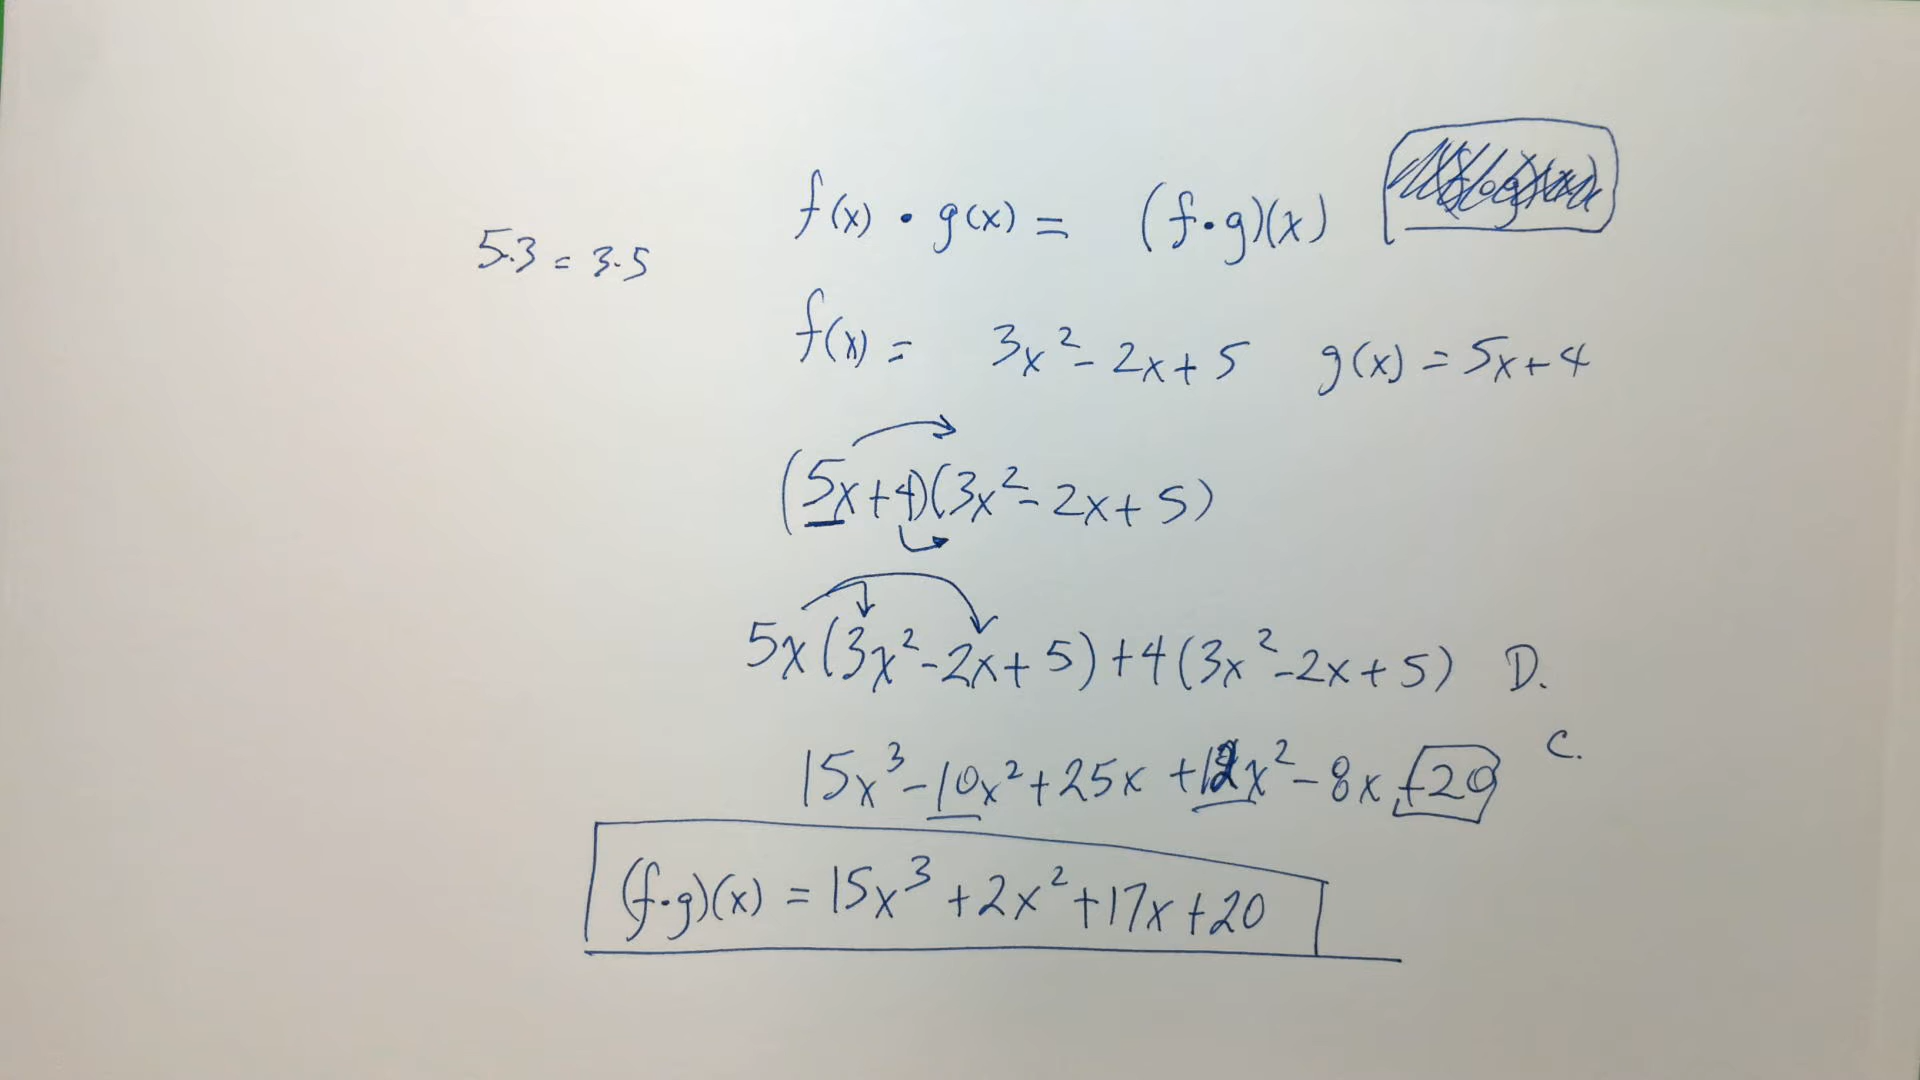 f(x) · g(x) = (f·g)(x)
5·3 = 3·5
f(x) = 3x² - 2x + 5 g(x) = 5x + 4
(5x + 4)(3x² - 2x + 5)
5x(3x² - 2x + 5) + 4(3x² - 2x + 5) D.
C.
15x³ - 10x² + 25x + 12x² - 8x + 20
(f·g)(x) = 15x³ + 2x² + 17x + 20